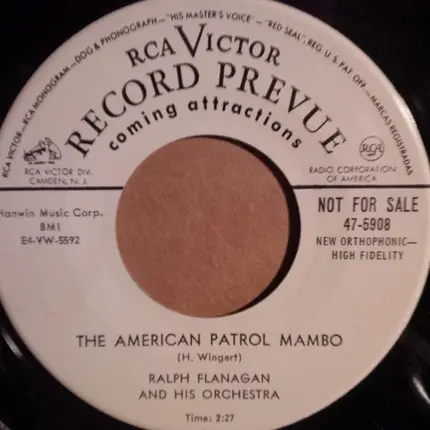 RCA VICTOR—RCA MONOGRAM—DOG & PHONOGRAPH—"HIS MASTER'S VOICE"—"RED SEAL", REG. U.S. PAT. OFF.—MARCAS REGISTRADAS
RCA VICTOR
RECORD PREVUE
coming attractions
RCA VICTOR DIV.
CAMDEN, N. J.
RCA
RADIO CORPORATION
OF AMERICA
Hanwin Music Corp.
BMI
E4-VW-5592
NOT FOR SALE
47-5908
NEW ORTHOPHONIC—
HIGH FIDELITY
THE AMERICAN PATROL MAMBO
(H. Wingert)
RALPH FLANAGAN
AND HIS ORCHESTRA
Time: 2:27